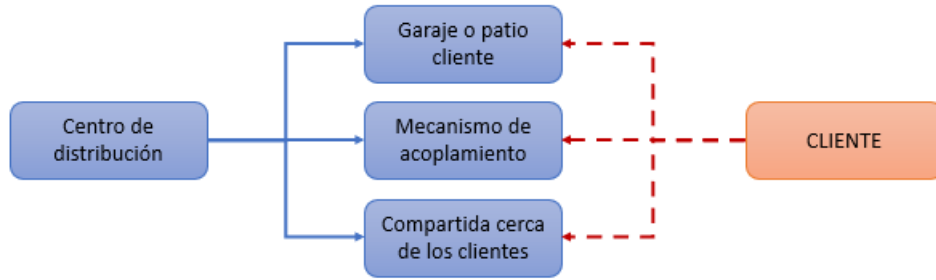 Garaje o patio
cliente
Centro de
distribución
Mecanismo de
acoplamiento
CLIENTE
Compartida cerca
de los clientes